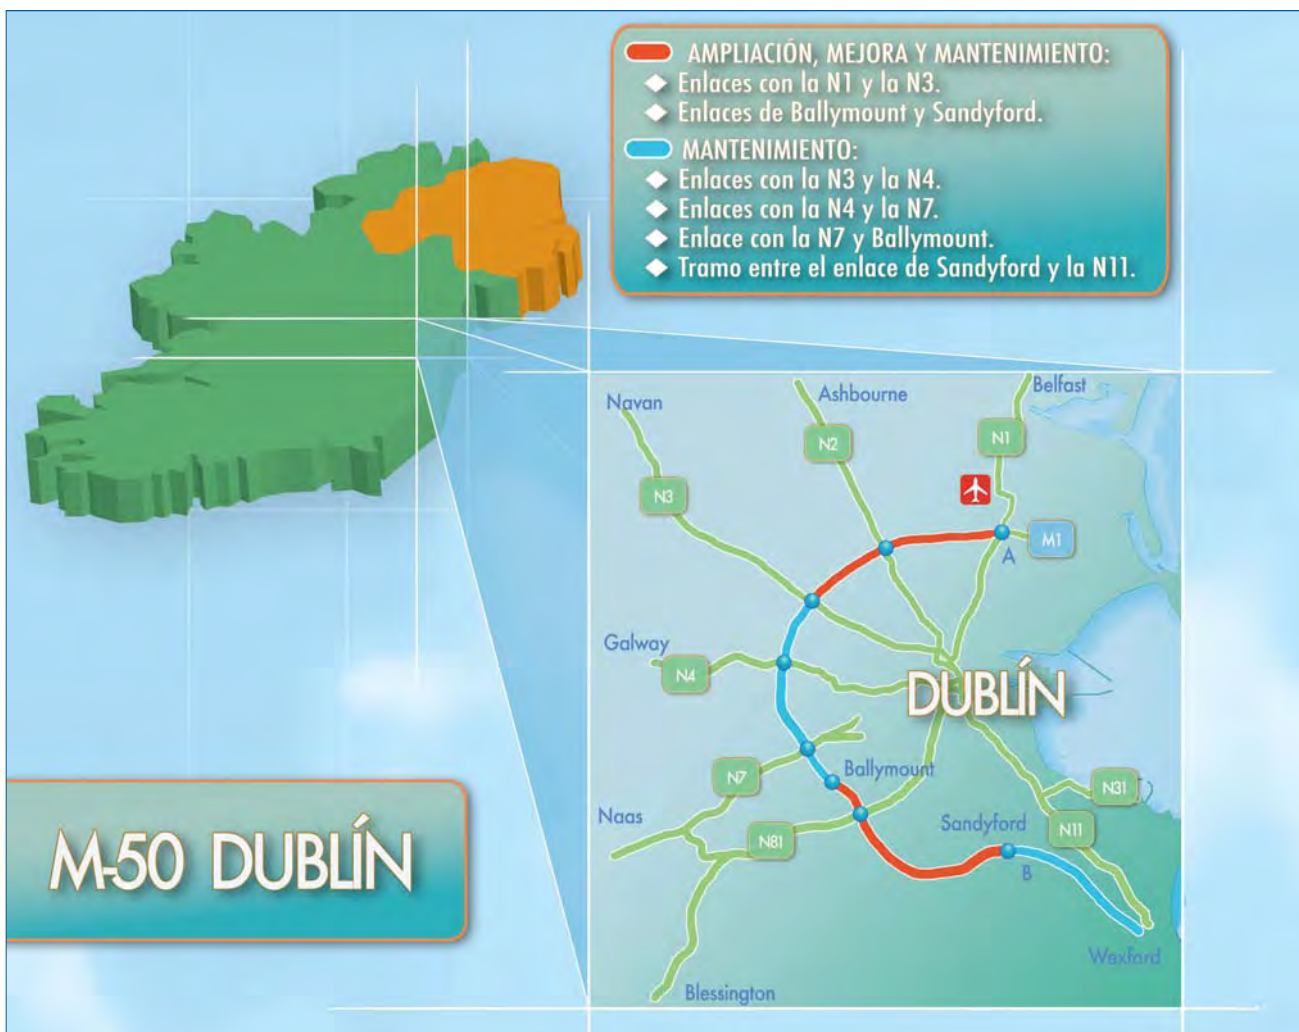 AMPLIACIÓN, MEJORA Y MANTENIMIENTO:
Enlaces con la N1 y la N3.
Enlaces de Ballymount y Sandyford.
MANTENIMIENTO:
Enlaces con la N3 y la N4.
Enlaces con la N4 y la N7.
Enlace con la N7 y Ballymount.
Tramo entre el enlace de Sandyford y la N11.
Navan
Ashbourne
Belfast
N2
N1
N3
M1
A
Galway
N4
DUBLÍN
Ballymount
N7
N31
Naas
Sandyford
N11
N81
B
Wexford
Blessington
M-50 DUBLÍN